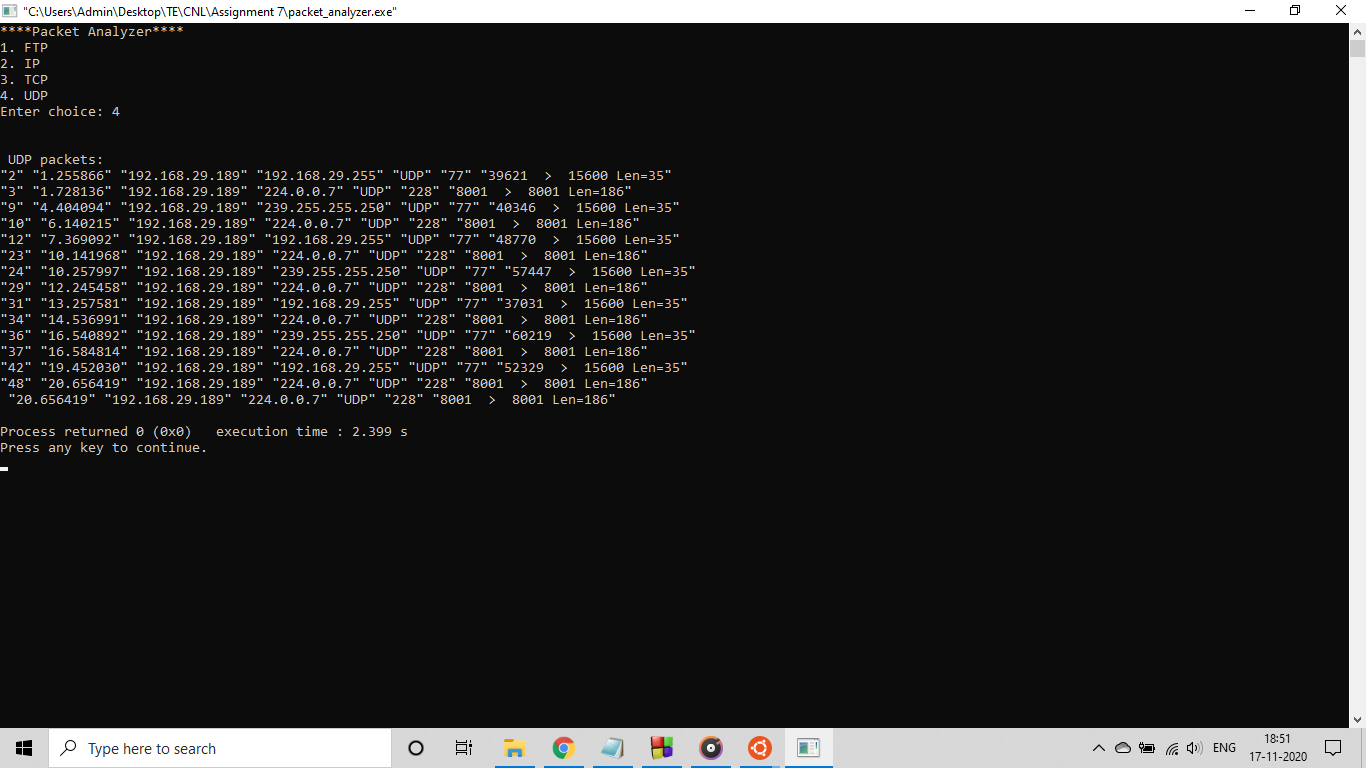 "C:\Users\Admin\Desktop\TE\CNL\Assignment 7\packet_analyzer.exe"
****Packet Analyzer****
1. FTP
2. IP
3. TCP
4. UDP
Enter choice: 4
UDP packets:
"2" "1.255866" "192.168.29.189" "192.168.29.255" "UDP" "77" "39621  >  15600 Len=35"
"3" "1.728136" "192.168.29.189" "224.0.0.7" "UDP" "228" "8001  >  8001 Len=186"
"9" "4.404094" "192.168.29.189" "239.255.255.250" "UDP" "77" "40346  >  15600 Len=35"
"10" "6.140215" "192.168.29.189" "224.0.0.7" "UDP" "228" "8001  >  8001 Len=186"
"12" "7.369092" "192.168.29.189" "192.168.29.255" "UDP" "77" "48770  >  15600 Len=35"
"23" "10.141968" "192.168.29.189" "224.0.0.7" "UDP" "228" "8001  >  8001 Len=186"
"24" "10.257997" "192.168.29.189" "239.255.255.250" "UDP" "77" "57447  >  15600 Len=35"
"29" "12.245458" "192.168.29.189" "224.0.0.7" "UDP" "228" "8001  >  8001 Len=186"
"31" "13.257581" "192.168.29.189" "192.168.29.255" "UDP" "77" "37031  >  15600 Len=35"
"34" "14.536991" "192.168.29.189" "224.0.0.7" "UDP" "228" "8001  >  8001 Len=186"
"36" "16.540892" "192.168.29.189" "239.255.255.250" "UDP" "77" "60219  >  15600 Len=35"
"37" "16.584814" "192.168.29.189" "224.0.0.7" "UDP" "228" "8001  >  8001 Len=186"
"42" "19.452030" "192.168.29.189" "192.168.29.255" "UDP" "77" "52329  >  15600 Len=35"
"48" "20.656419" "192.168.29.189" "224.0.0.7" "UDP" "228" "8001  >  8001 Len=186"
"20.656419" "192.168.29.189" "224.0.0.7" "UDP" "228" "8001  >  8001 Len=186"
Process returned 0 (0x0)   execution time : 2.399 s
Press any key to continue.
Type here to search
ENG
18:51
17-11-2020